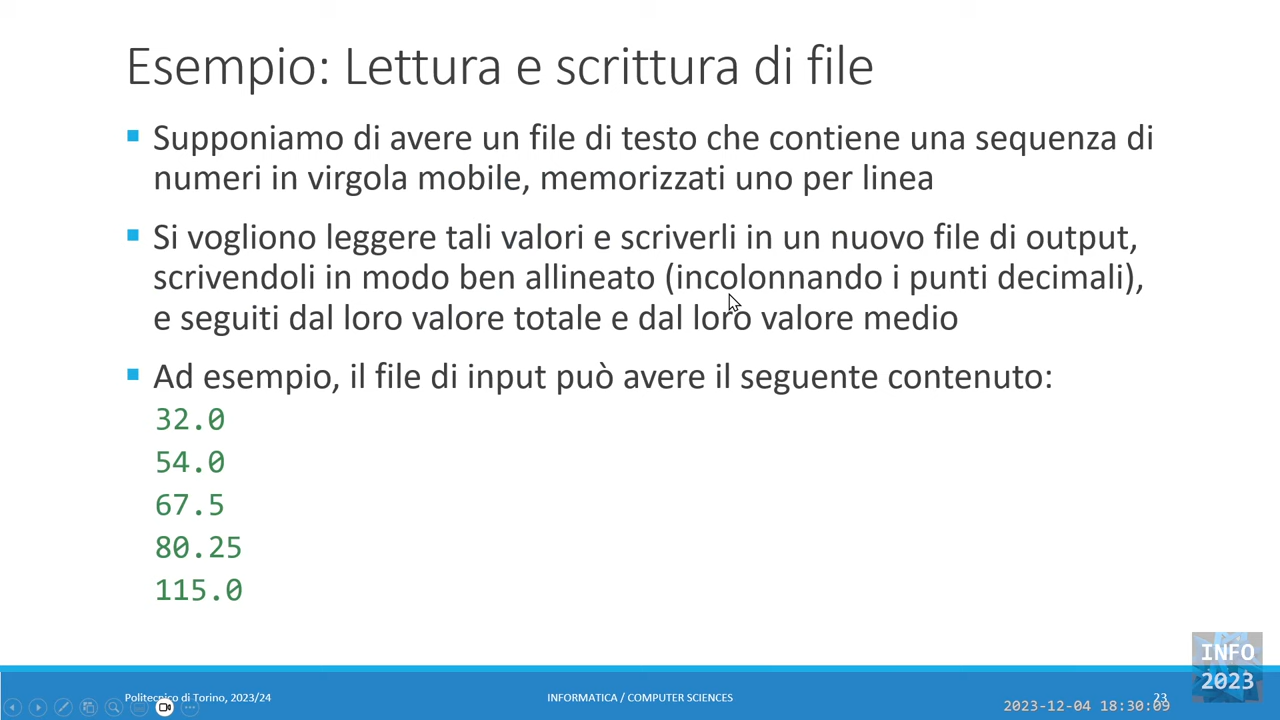 Esempio: Lettura e scrittura di file
Supponiamo di avere un file di testo che contiene una sequenza di
numeri in virgola mobile, memorizzati uno per linea
Si vogliono leggere tali valori e scriverli in un nuovo file di output,
scrivendoli in modo ben allineato (incolonnando i punti decimali),
e seguiti dal loro valore totale e dal loro valore medio
Ad esempio, il file di input può avere il seguente contenuto:
32.0
54.0
67.5
80.25
115.0
INFO
2023
Politecnico di Torino, 2023/24
INFORMATICA / COMPUTER SCIENCES
23
2023-12-04 18:30:09